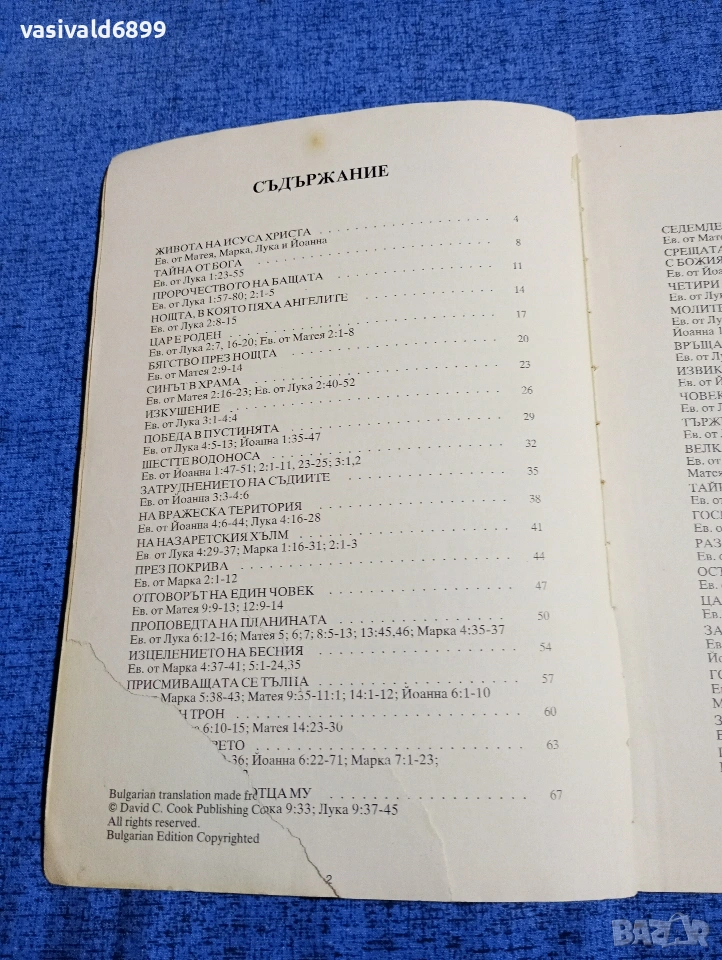 vasivald6899
СЪДЪРЖАНИЕ
ЖИВОТА НА ИСУСА ХРИСТА 4
Ев. от Матея, Марка, Лука и Йоанна
ТАЙНА ОТ БОГА 8
Ев. от Лука 1:23-55
ПРОРОЧЕСТВОТО НА БАЩАТА 11
Ев. от Лука 1:57-80; 2:1-5
НОЩТА, В КОЯТО ПЯХА АНГЕЛИТЕ 14
Ев. от Лука 2:8-15
ЦАР Е РОДЕН 17
Ев. от Лука 2:7, 16-20; Ев. от Матея 2:1-8
БЯГСТВО ПРЕЗ НОЩТА 20
Ев. от Матея 2:9-14
СИНЪТ В ХРАМА 23
Ев. от Матея 2:16-23; Ев. от Лука 2:40-52
ИЗКУШЕНИЕ 26
Ев. от Лука 3:1-4:4
ПОБЕДА В ПУСТИНЯТА 29
Ев. от Лука 4:5-13; Йоанна 1:35-47
ШЕСТТЕ ВОДОНОСА 32
Ев. от Йоанна 1:47-51; 2:1-11, 23-25; 3:1,2
ЗАТРУДНЕНИЕТО НА СЪДИИТЕ 35
Ев. от Йоанна 3:3-4:6
НА ВРАЖЕСКА ТЕРИТОРИЯ 38
Ев. от Йоанна 4:6-44; Лука 4:16-28
НА НАЗАРЕТСКИЯ ХЪЛМ 41
Ев от Лука 4:29-37; Марка 1:16-31; 2:1-3
ПРЕЗ ПОКРИВА 44
Ев. от Марка 2:1-12
ОТГОВОРЪТ НА ЕДИН ЧОВЕК 47
Ев. от Матея 9:9-13; 12:9-14
ПРОПОВЕДТА НА ПЛАНИНАТА 50
Ев. от Лука 6:12-16; Матея 5; 6;7; 8:5-13; 13:45,46; Марка 4:35-37
ИЗЦЕЛЕНИЕТО НА БЕСНИЯ 54
Ев. от Марка 4:37-41; 5:1-24,35
ПРИСМИВАЩАТА СЕ ТЪЛПА 57
от Марка 5:38-43; Матея 9:35-11:1; 14:1-12; Йоанна 6:1-10
Н ТРОН 60
6:10-15; Матея 14:23-30
РЕТО 63
-36; Йоанна 6:22-71; Марка 7:1-23;
ОТЦА МУ 67
9:33; Лука 9:37-45
Bulgarian translation made fr
© David C. Cook Publishing Co
All rights reserved.
Bulgarian Edition Copyrighted
2
СЕДЕМДЕ
СРЕЩАТА
С БОЖИЯ
Ев. от Лу
ЧЕТИРИ
Ев. от Лу
МОЛИТЕ
Йоанна 1
ВРЪЩА
Ев. от Йо
ИЗВИК
Ев. от Йо
ЧОВЕК
Ев. от Л
ТЪРЖ
Ев. от
ВЕЛК
Ев. от
Матея
ТАЙН
Ев. от
ГОС
Ев. от
РАЗ
Ев. о
ОСТ
Ев. о
ЦА
Ев.
ЗА
Ев.
Йо
ГО
Ев
З
Е
И
В
BAZAR